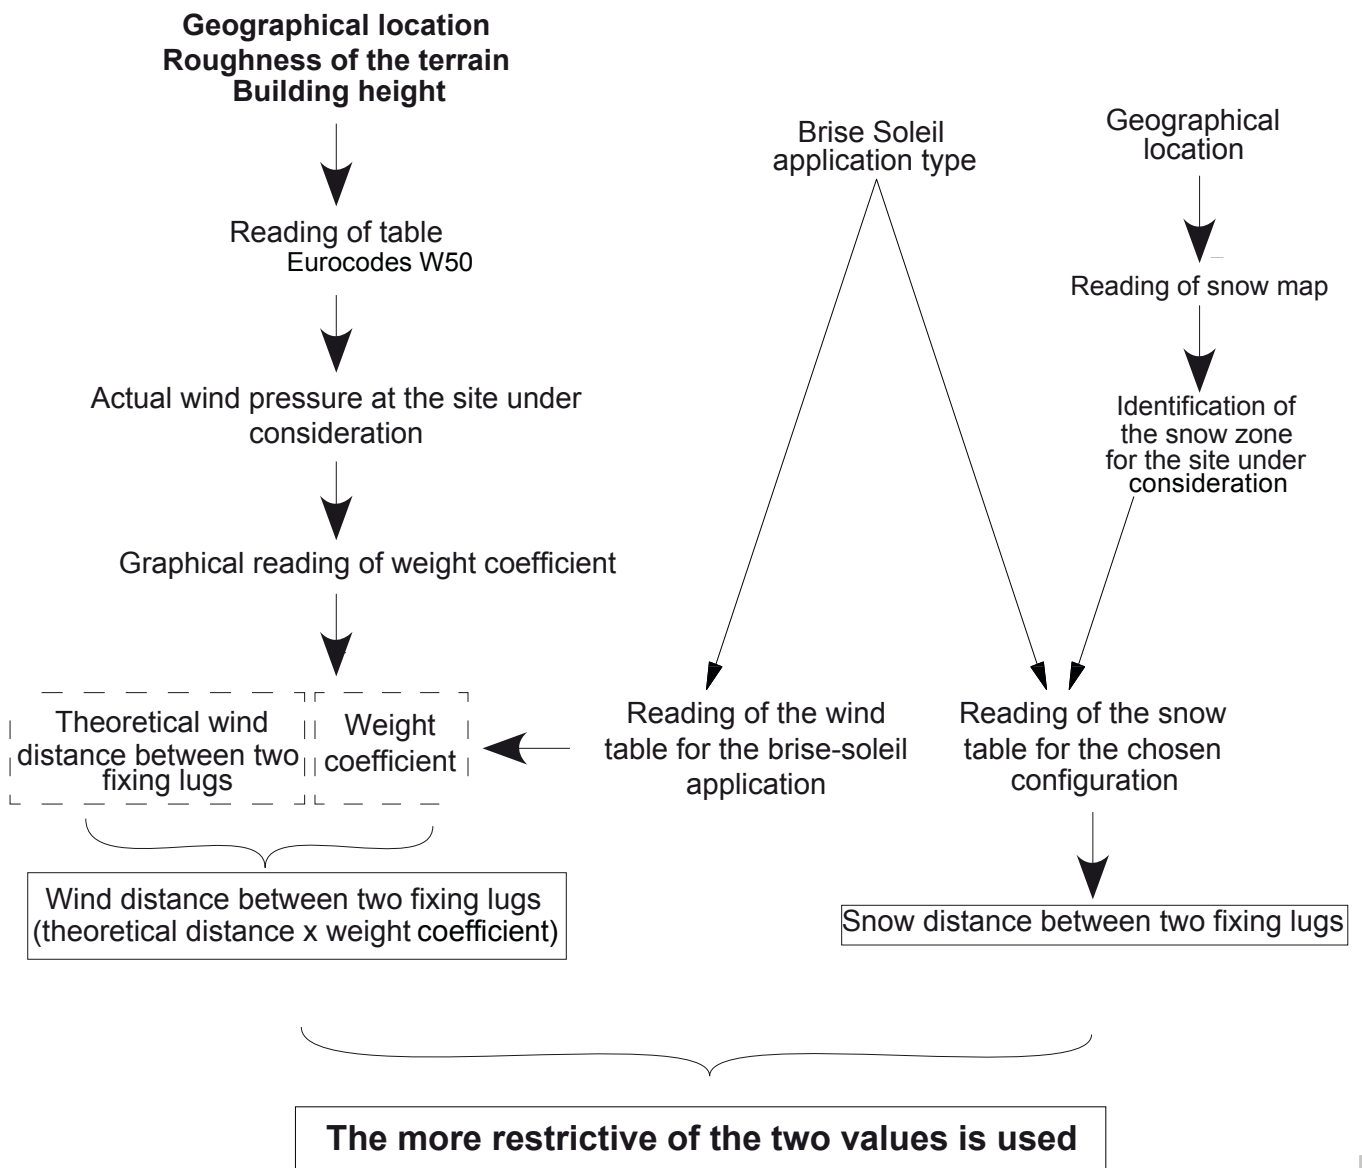 Geographical location
Roughness of the terrain
Building height
Reading of table
Eurocodes W50
Actual wind pressure at the site under
consideration
Graphical reading of weight coefficient
Brise Soleil
application type
Geographical
location
Reading of snow map
Identification of
the snow zone
for the site under
consideration
Theoretical wind
distance between two
fixing lugs
Weight
coefficient
Reading of the wind
table for the brise-soleil
application
Reading of the snow
table for the chosen
configuration
Wind distance between two fixing lugs
(theoretical distance x weight coefficient)
Snow distance between two fixing lugs
The more restrictive of the two values is used